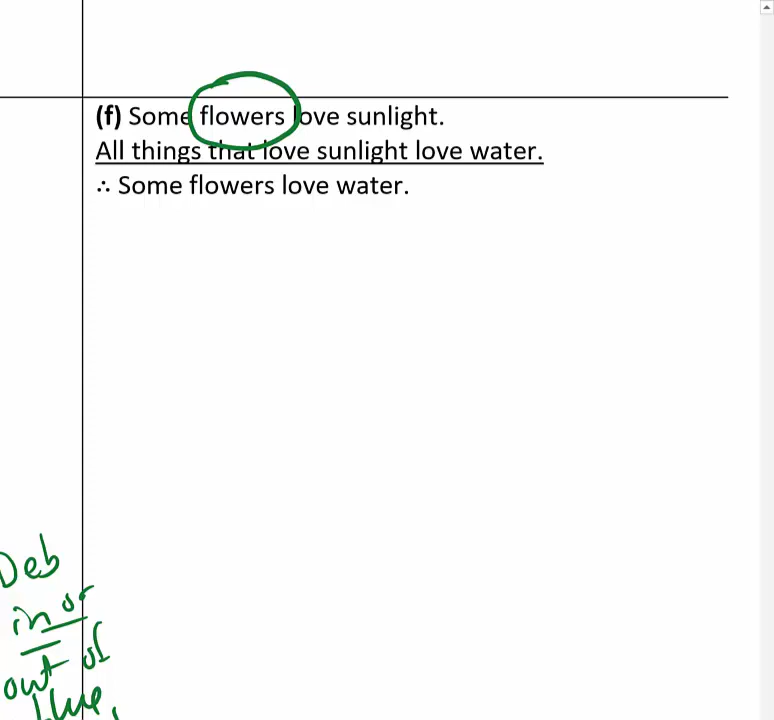 (f) Some flowers love sunlight.
All things that love sunlight love water.
∴ Some flowers love water.
Deb
in or
out of